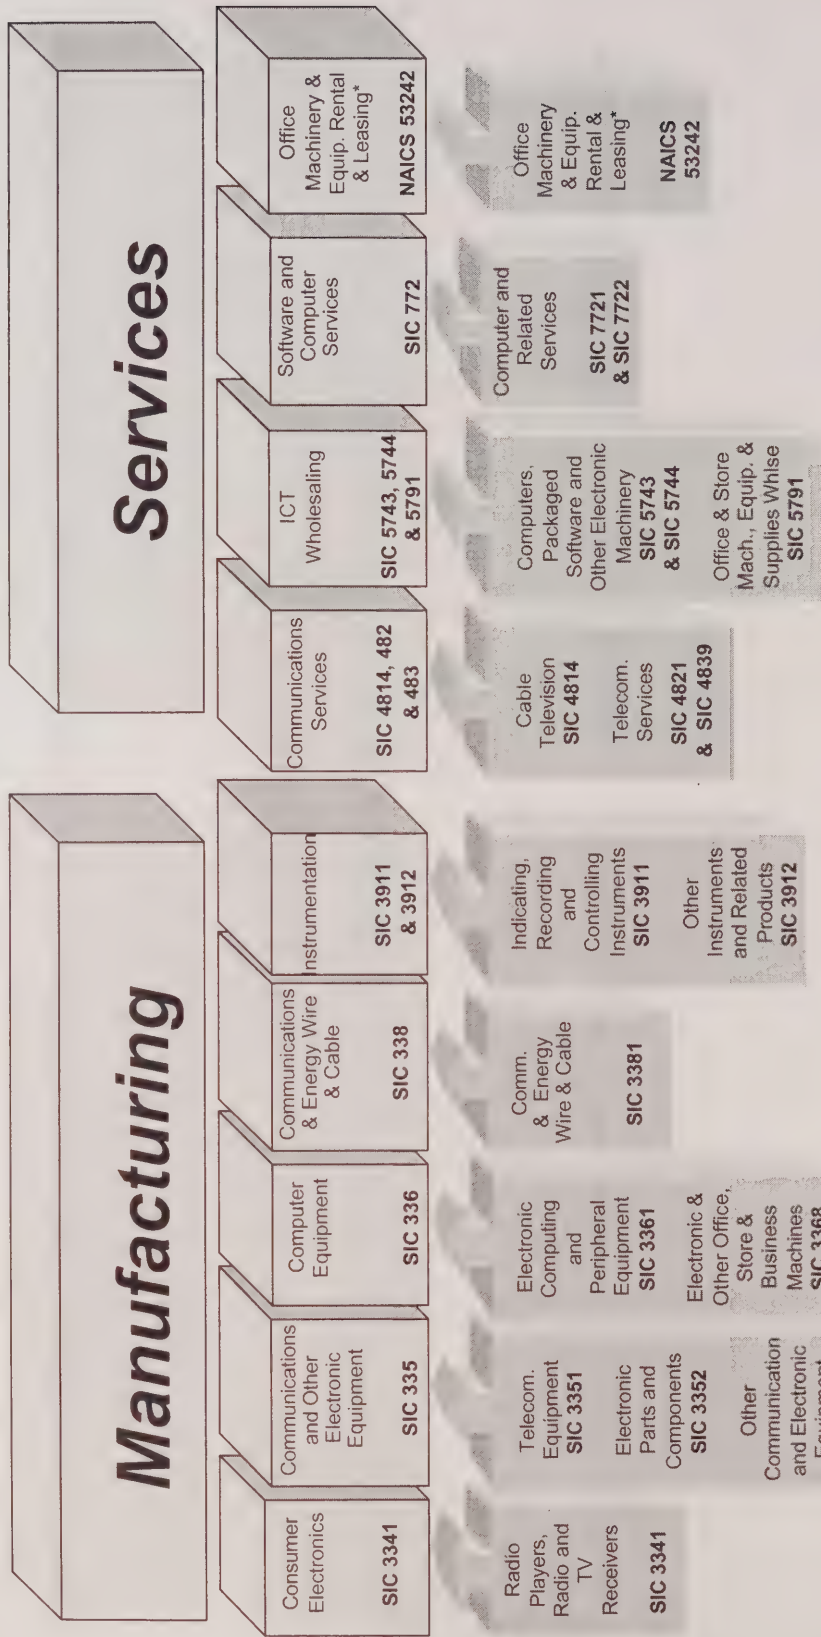 Manufacturing
Services
Consumer
Electronics
SIC 3341
Communications
and Other
Electronic
Equipment
SIC 335
Computer
Equipment
SIC 336
Communications
& Energy Wire
& Cable
SIC 338
Instrumentation
SIC 3911
& 3912
Communications
Services
SIC 4814, 482
& 483
ICT
Wholesaling
SIC 5743, 5744
& 5791
Software and
Computer
Services
SIC 772
Office
Machinery &
Equip. Rental
& Leasing*
NAICS 53242
Radio
Players,
Radio and
TV
Receivers
SIC 3341
Telecom.
Equipment
SIC 3351
Electronic
Parts and
Components
SIC 3352
Other
Communication
and Electronic
Equipment
Electronic
Computing
and
Peripheral
Equipment
SIC 3361
Electronic &
Other Office,
Store &
Business
Machines
SIC 3368
Comm.
& Energy
Wire & Cable
SIC 3381
Indicating,
Recording
and
Controlling
Instruments
SIC 3911
Other
Instruments
and Related
Products
SIC 3912
Cable
Television
SIC 4814
Telecom.
Services
SIC 4821
& SIC 4839
Computers,
Packaged
Software and
Other Electronic
Machinery
SIC 5743
& SIC 5744
Office & Store
Mach., Equip. &
Supplies Whlse
SIC 5791
Computer and
Related
Services
SIC 7721
& SIC 7722
Office
Machinery
& Equip.
Rental &
Leasing*
NAICS
53242